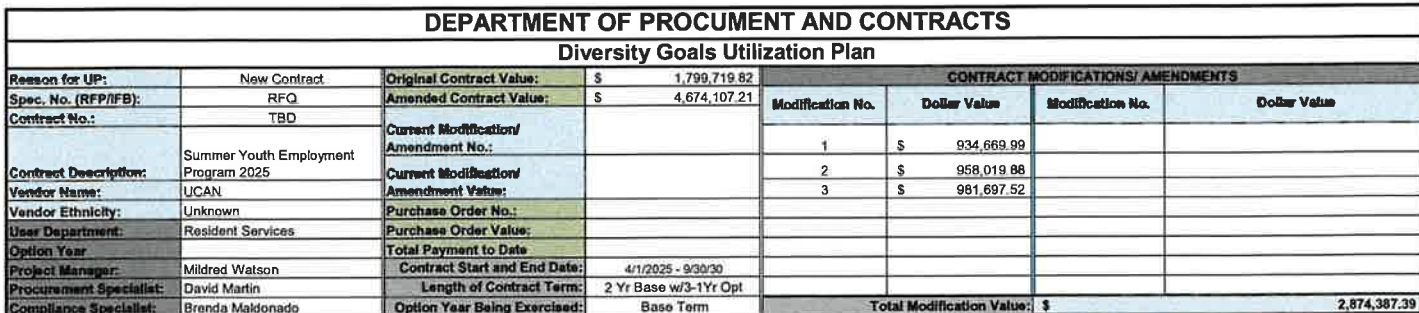 DEPARTMENT OF PROCUMENT AND CONTRACTS
Diversity Goals Utilization Plan
Reason for UP: New Contract Original Contract Value: $ 1,799,719.82 CONTRACT MODIFICATIONS/ AMENDMENTS
Spec. No. (RFP/IFB): RFQ Amended Contract Value: $ 4,674,107.21 Modification No. Dollar Value Modification No. Dollar Value
Contract No.: TBD
Current Modification/
Amendment No.: 1 $ 934,669.99
Contract Description: Summer Youth Employment
Program 2025 Current Modification/ 2 $ 958,019.88
Vendor Name: UCAN Amendment Value: 3 $ 981,697.52
Vendor Ethnicity: Unknown Purchase Order No.:
User Department: Resident Services Purchase Order Value:
Option Year Total Payment to Date
Project Manager: Mildred Watson Contract Start and End Date: 4/1/2025 - 9/30/30
Procurement Specialist: David Martin Length of Contract Term: 2 Yr Base w/3-1Yr Opt
Compliance Specialist: Brenda Maldonado Option Year Being Exercised: Base Term Total Modification Value: $ 2,874,387.39